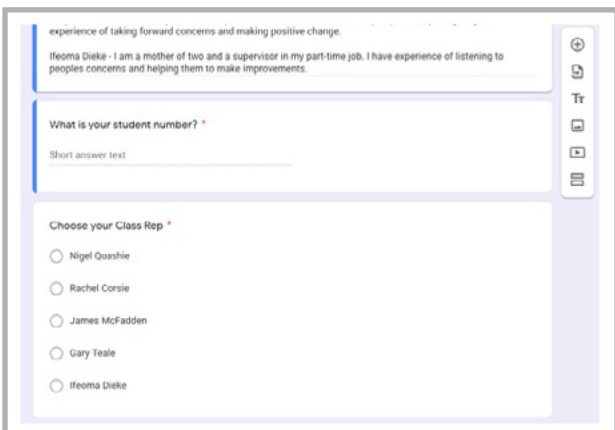 experience of taking forward concerns and making positive change.
Ifeoma Dieke - I am a mother of two and a supervisor in my part-time job. I have experience of listening to
peoples concerns and helping them to make improvements.
What is your student number? *
Short answer text
Choose your Class Rep *
Nigel Quashie
Rachel Corsie
James McFadden
Gary Teale
Ifeoma Dieke
Tт